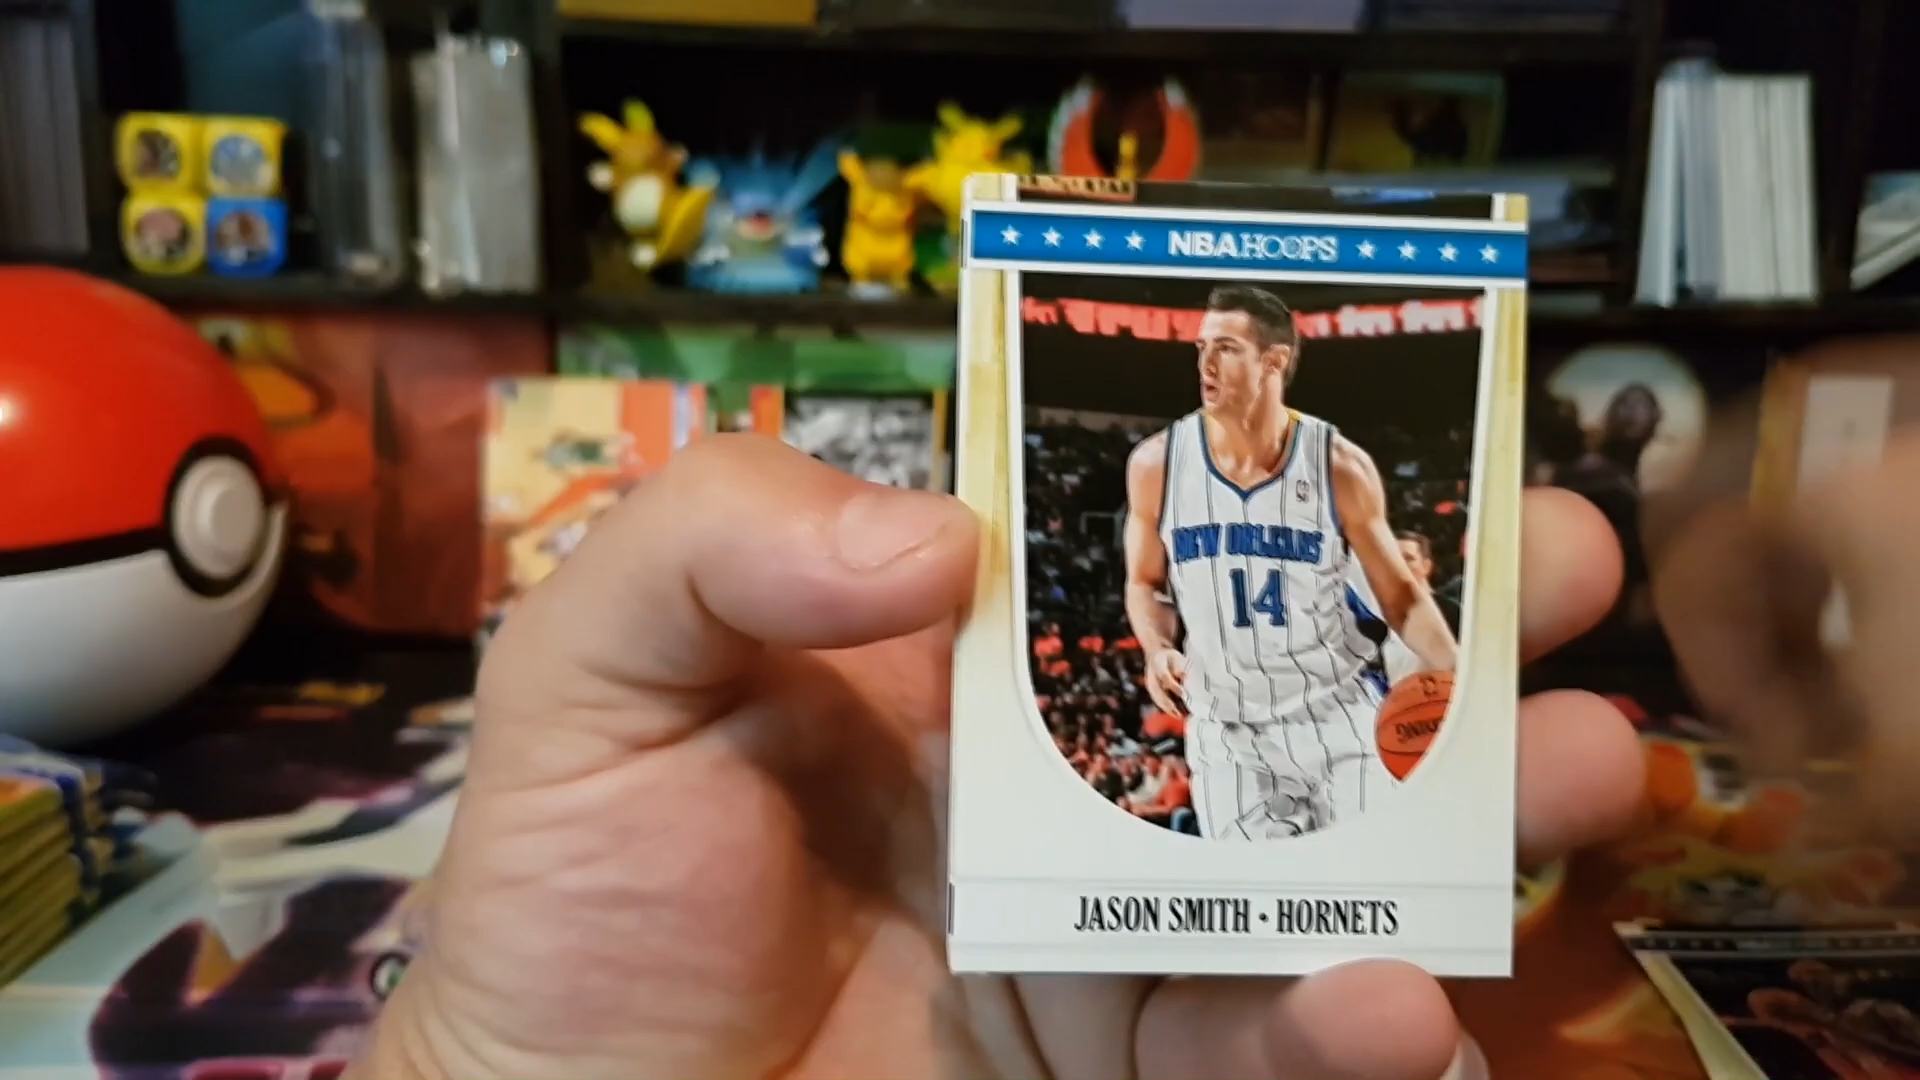 NBAHOOPS
NEW ORLEANS
14
JASON SMITH • HORNETS